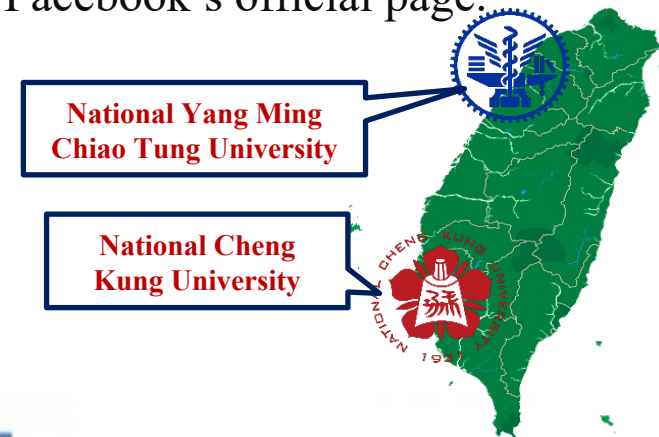 Facebook's official page.
National Yang Ming
Chiao Tung University
National Cheng
Kung University
NATIONAL CHENG KUNG UNIVERSITY